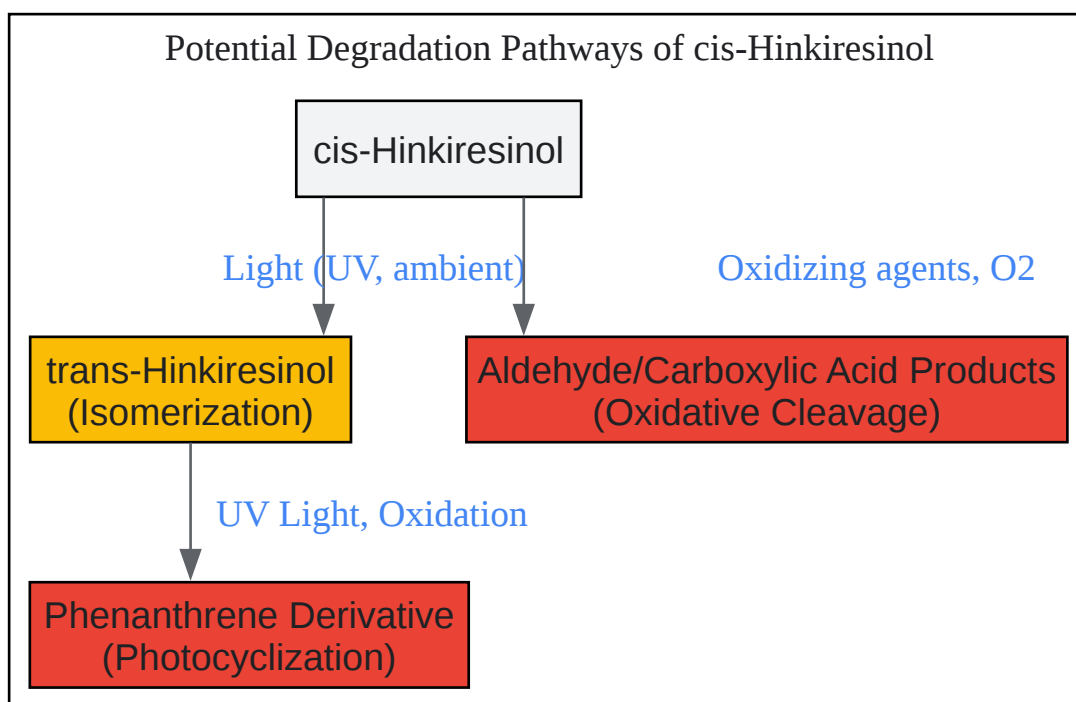 Potential Degradation Pathways of cis-Hinkiresinol
cis-Hinkiresinol
Light (UV, ambient)
Oxidizing agents, O2
trans-Hinkiresinol
(Isomerization)
Aldehyde/Carboxylic Acid Products
(Oxidative Cleavage)
UV Light, Oxidation
Phenanthrene Derivative
(Photocyclization)